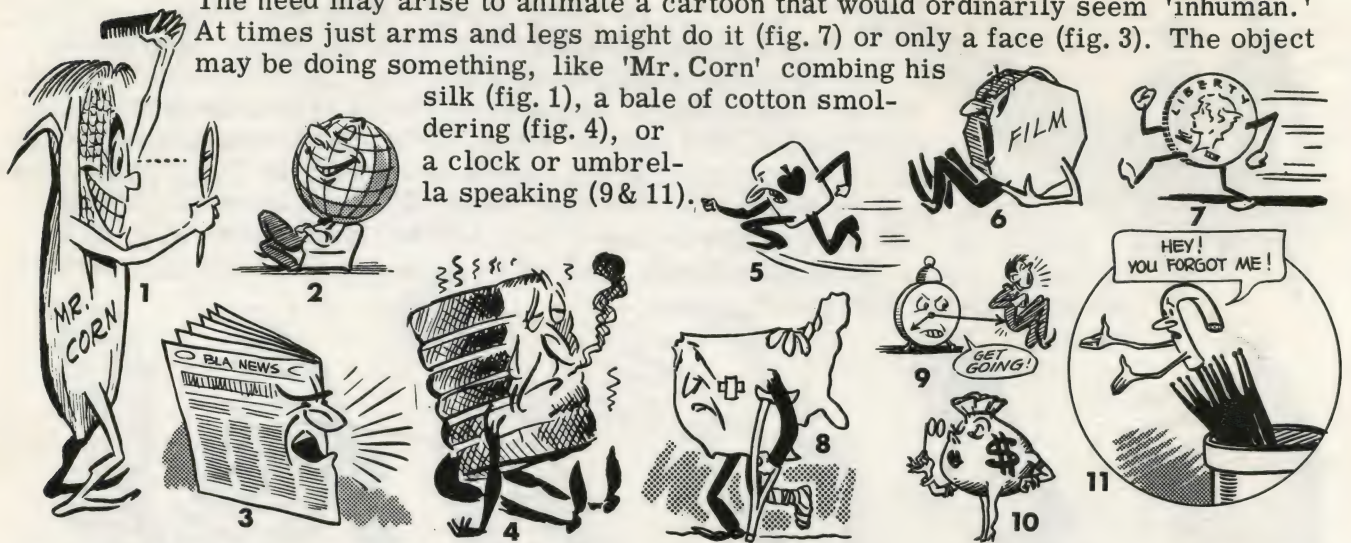 The need may arise to animate a cartoon that would ordinarily seem 'inhuman.'
At times just arms and legs might do it (fig. 7) or only a face (fig. 3). The object
may be doing something, like 'Mr. Corn' combing his
silk (fig. 1), a bale of cotton smol-
dering (fig. 4), or
a clock or umbrel-
la speaking (9 & 11).
MR.
CORN
1
2
BLA NEWS
3
4
5
FILM
6
LIBERTY
7
8
GET
GOING!
9
$
10
HEY!
YOU FORGOT ME!
11